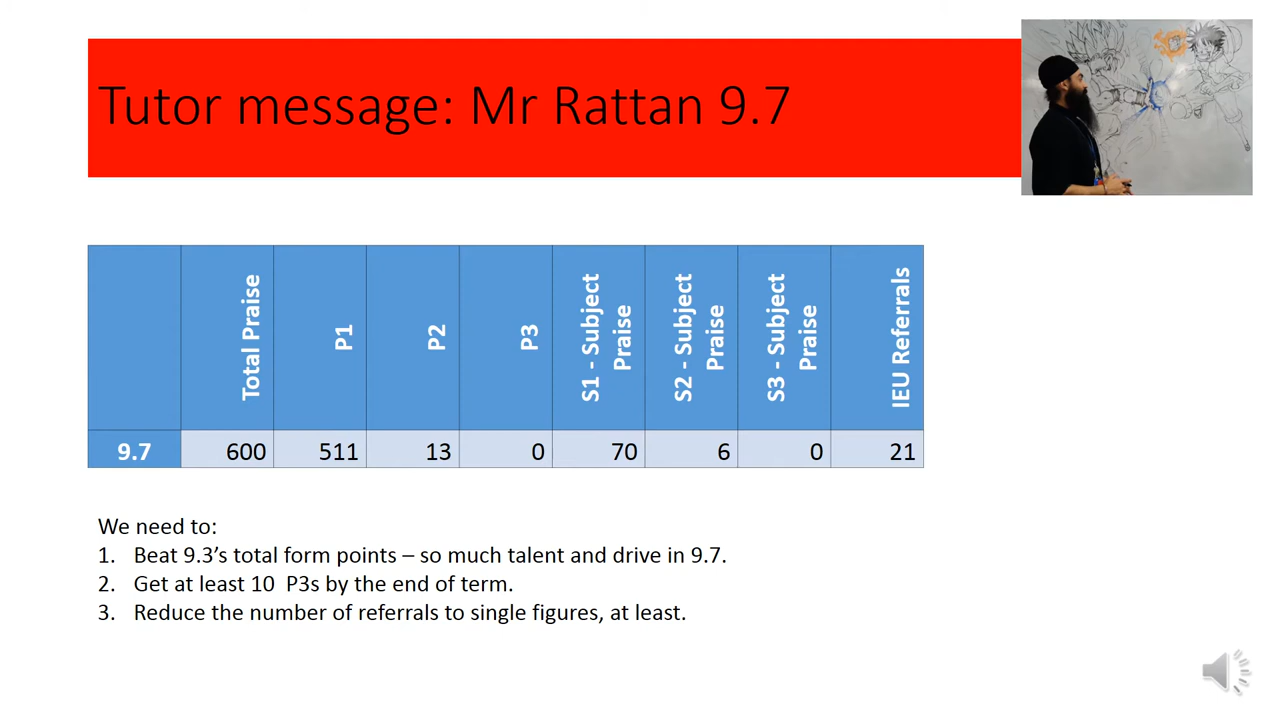 Tutor message: Mr Rattan 9.7
Total Praise
P1
P2
P3
S1 - Subject
Praise
S2 - Subject
Praise
S3 - Subject
Praise
IEU Referrals
9.7 600 511 13 0 70 6 0 21
We need to:
1. Beat 9.3’s total form points – so much talent and drive in 9.7.
2. Get at least 10  P3s by the end of term.
3. Reduce the number of referrals to single figures, at least.